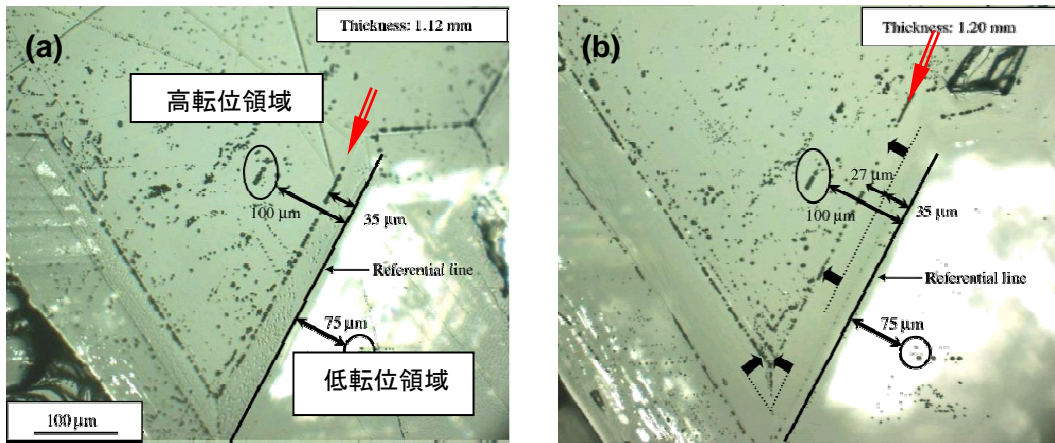 (a)
Thickness: 1.12 mm
高転位領域
100 μm
35 μm
Referential line
75 μm
低転位領域
100 μm
(b)
Thickness: 1.20 mm
27 μm
100 μm
35 μm
Referential line
75 μm